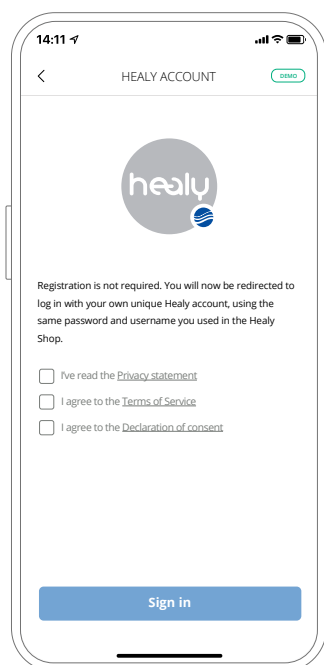 14:11
HEALY ACCOUNT
DEMO
healy
Registration is not required. You will now be redirected to
log in with your own unique Healy account, using the
same password and username you used in the Healy
Shop.
I've read the Privacy statement
I agree to the Terms of Service
I agree to the Declaration of consent
Sign in